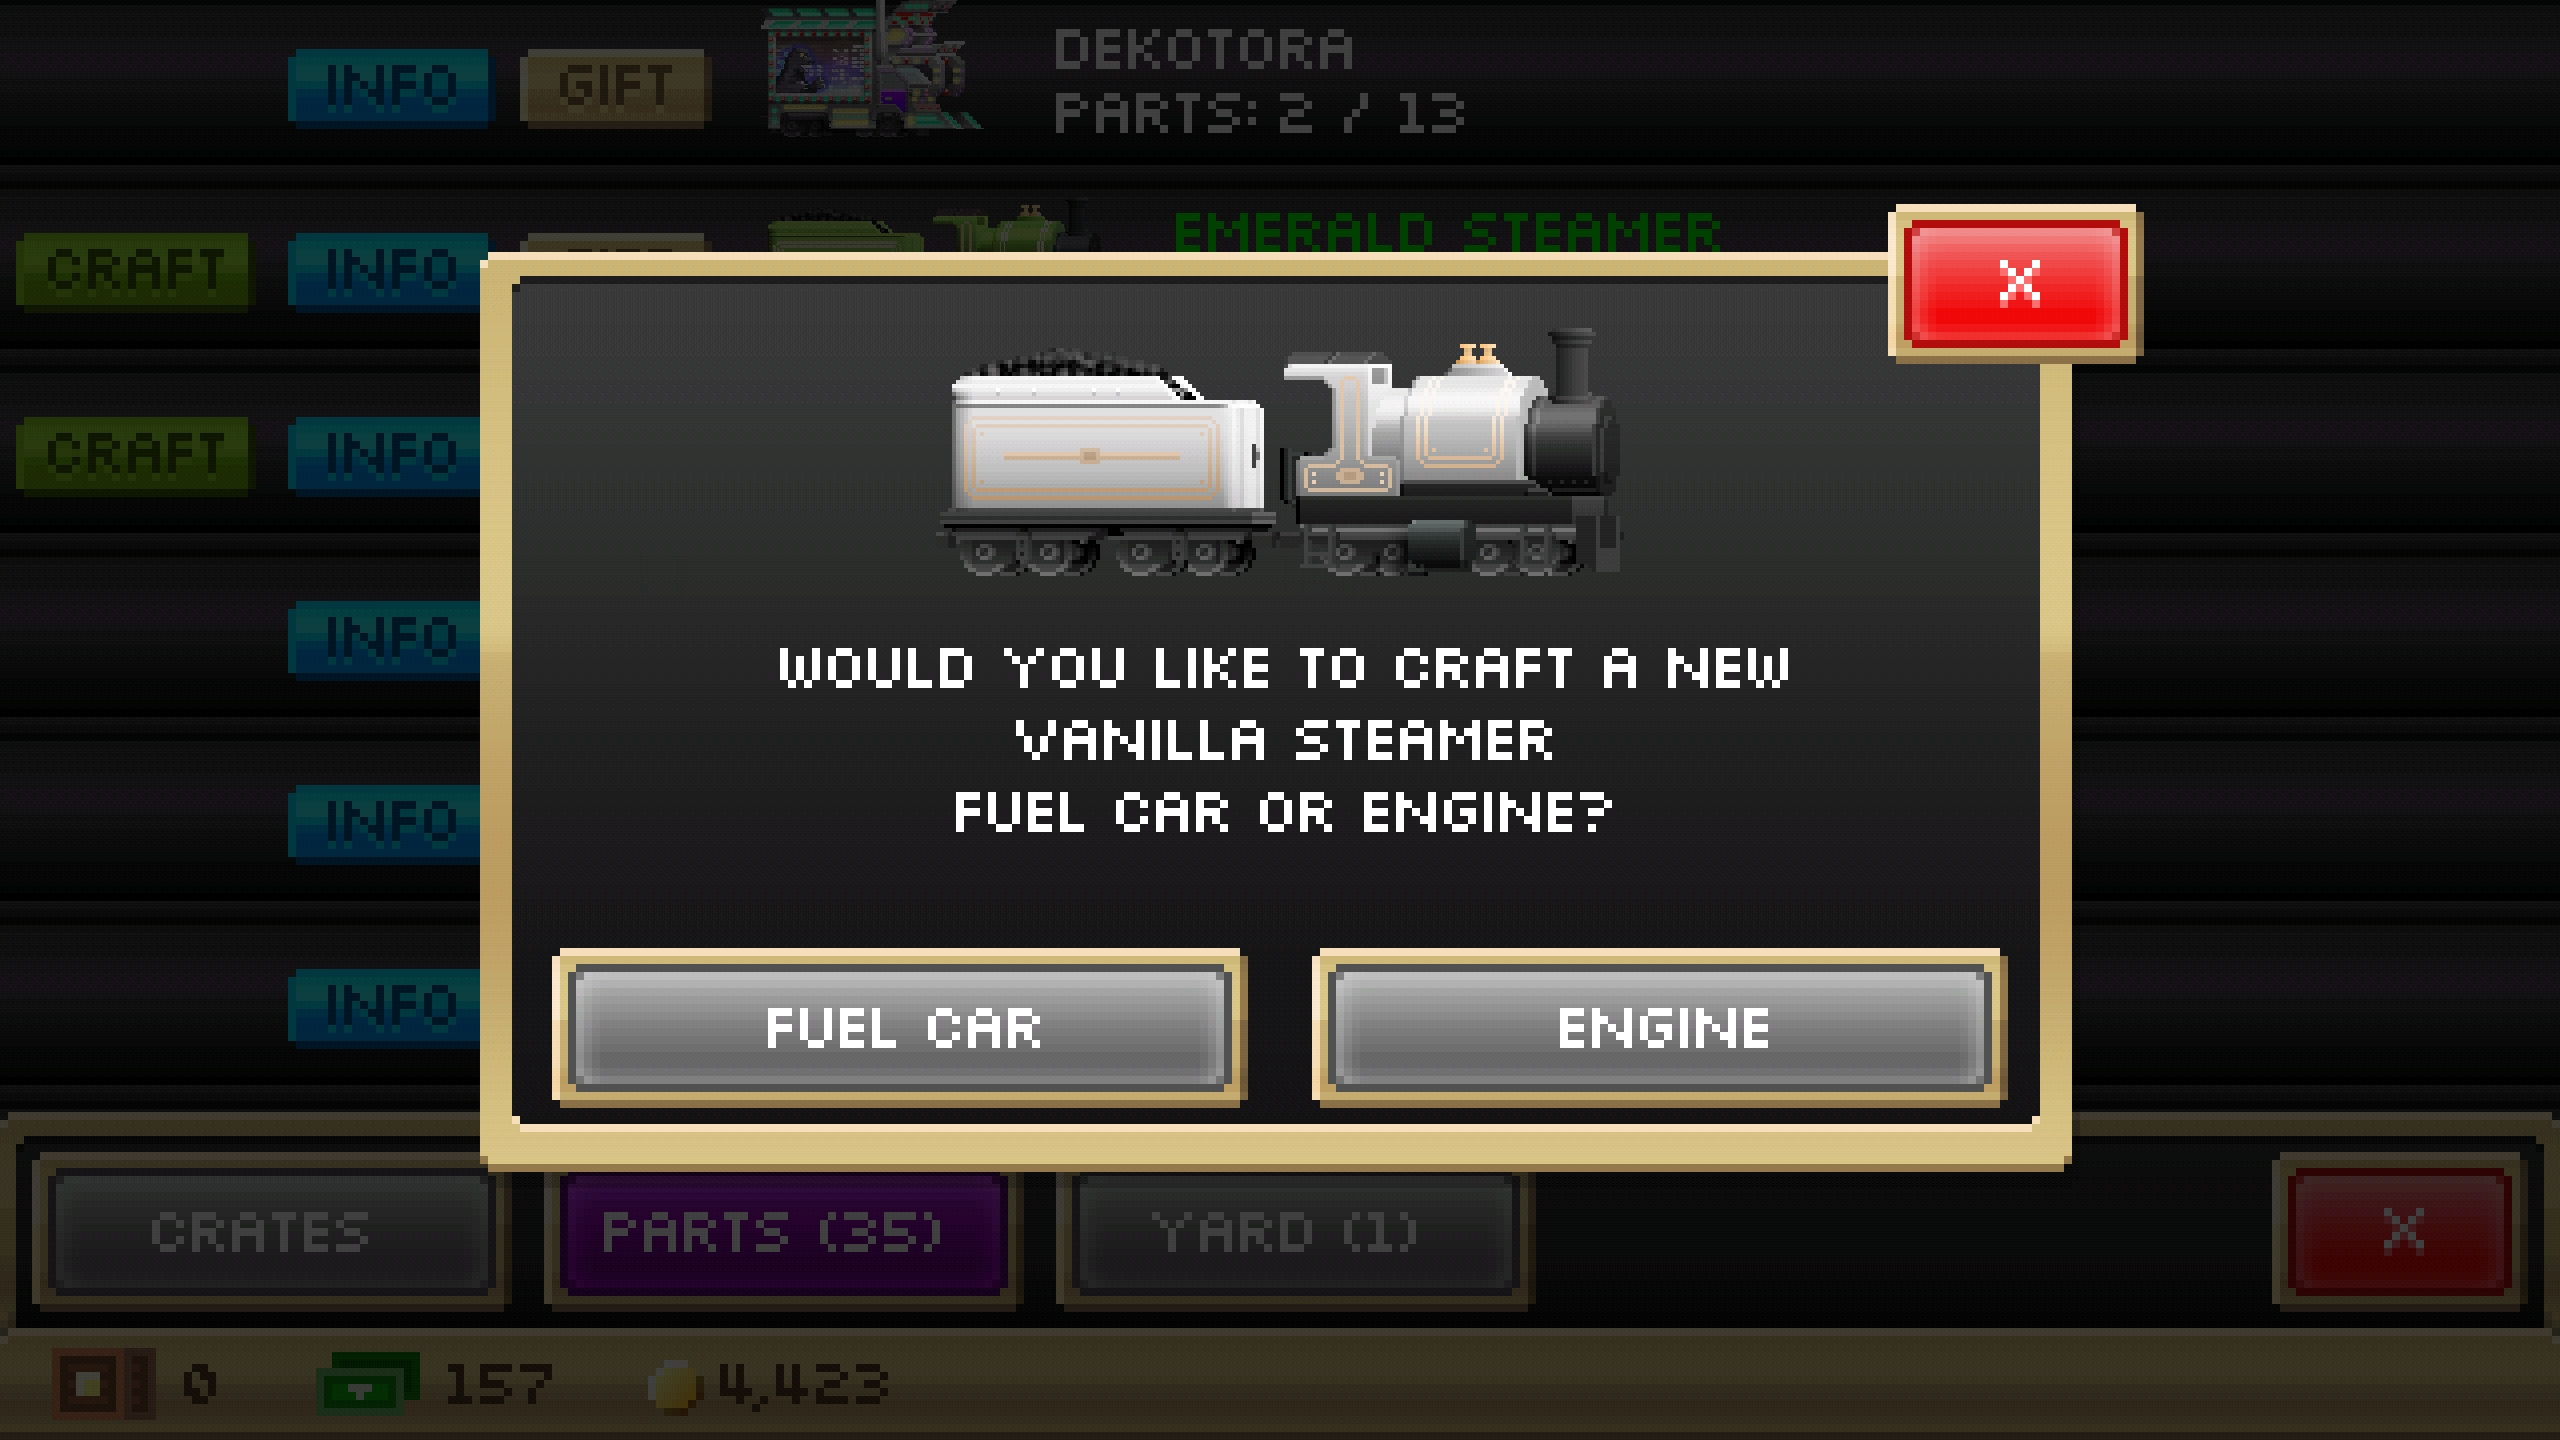 INFO GIFT DEKOTORA
PARTS: 2 / 13
CRAFT INFO EMERALD STEAMER
X
CRAFT INFO
INFO
INFO
INFO
WOULD YOU LIKE TO CRAFT A NEW
VANILLA STEAMER
FUEL CAR OR ENGINE?
FUEL CAR ENGINE
CRATES PARTS (35) YARD (1) X
0 157 4,423